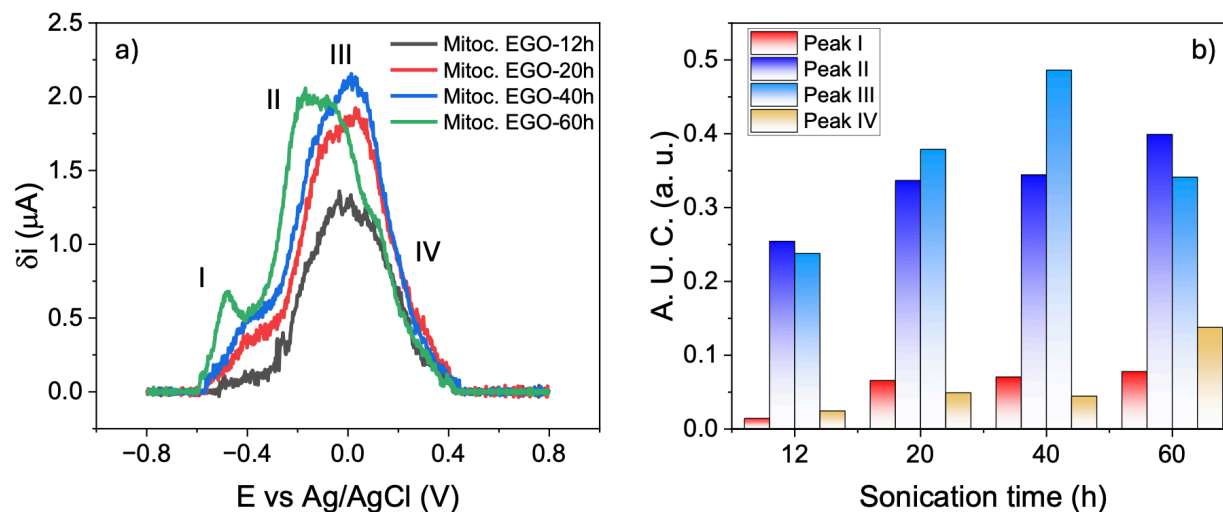 a)
Mitoc. EGO-12h
Mitoc. EGO-20h
Mitoc. EGO-40h
Mitoc. EGO-60h
I
II
III
IV
2.5
2.0
1.5
1.0
0.5
0.0
δi (μA)
−0.8 −0.4 0.0 0.4 0.8
E vs Ag/AgCl (V)
b)
Peak I
Peak II
Peak III
Peak IV
0.5
0.4
0.3
0.2
0.1
0.0
A. U. C. (a. u.)
12 20 40 60
Sonication time (h)